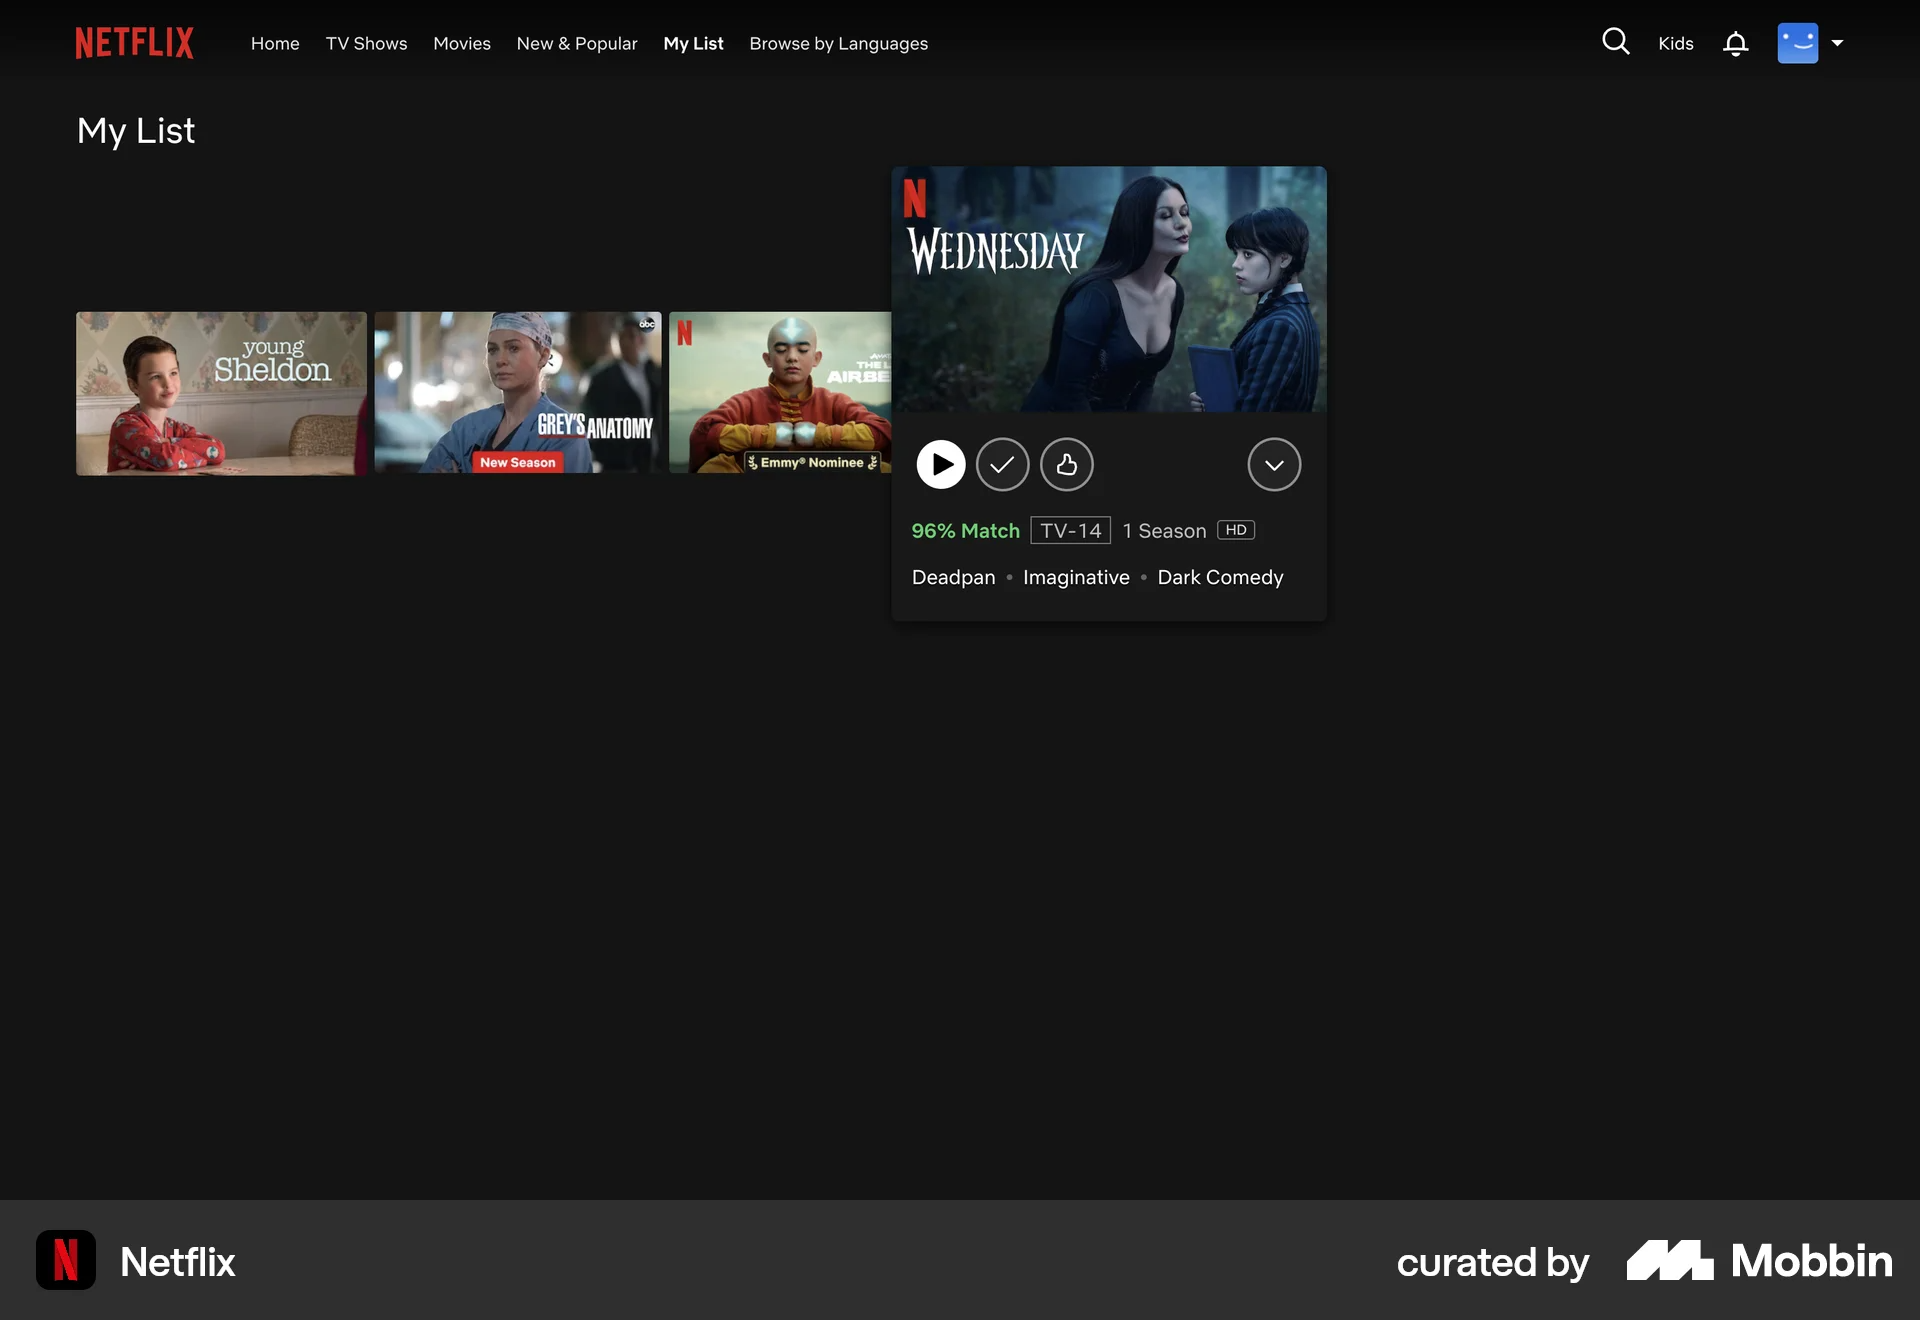 NETFLIX
Home
TV Shows
Movies
New & Popular
My List
Browse by Languages
Kids
My List
N
WEDNESDAY
young
Sheldon
abc
GREY'S ANATOMY
New Season
N
THE L
AIRBE
Emmy® Nominee
96% Match
TV-14
1 Season
HD
Deadpan • Imaginative • Dark Comedy
N
Netflix
curated by
Mobbin